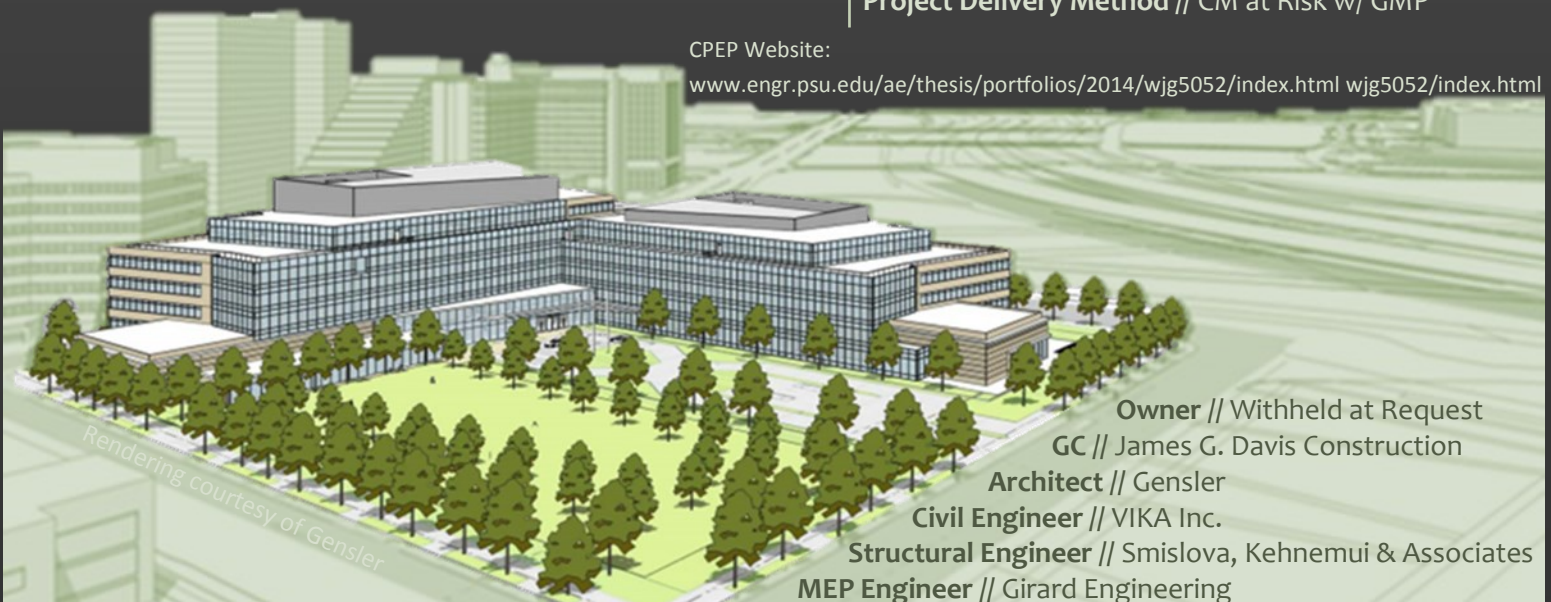 Project Delivery Method // CM at Risk w/ GMP
CPEP Website:
www.engr.psu.edu/ae/thesis/portfolios/2014/wjg5052/index.html wjg5052/index.html
Owner // Withheld at Request
GC // James G. Davis Construction
Architect // Gensler
Civil Engineer // VIKA Inc.
Structural Engineer // Smislova, Kehnemui & Associates
MEP Engineer // Girard Engineering
Rendering courtesy of Gensler